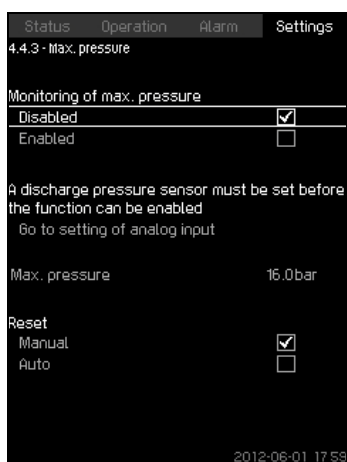 Status Operation Alarm Settings
4.4.3 - Max. pressure
Monitoring of max. pressure
Disabled
Enabled
A discharge pressure sensor must be set before
the function can be enabled
Go to setting of analog input
Max. pressure 16.0bar
Reset
Manual
Auto
2012-06-01 17:59